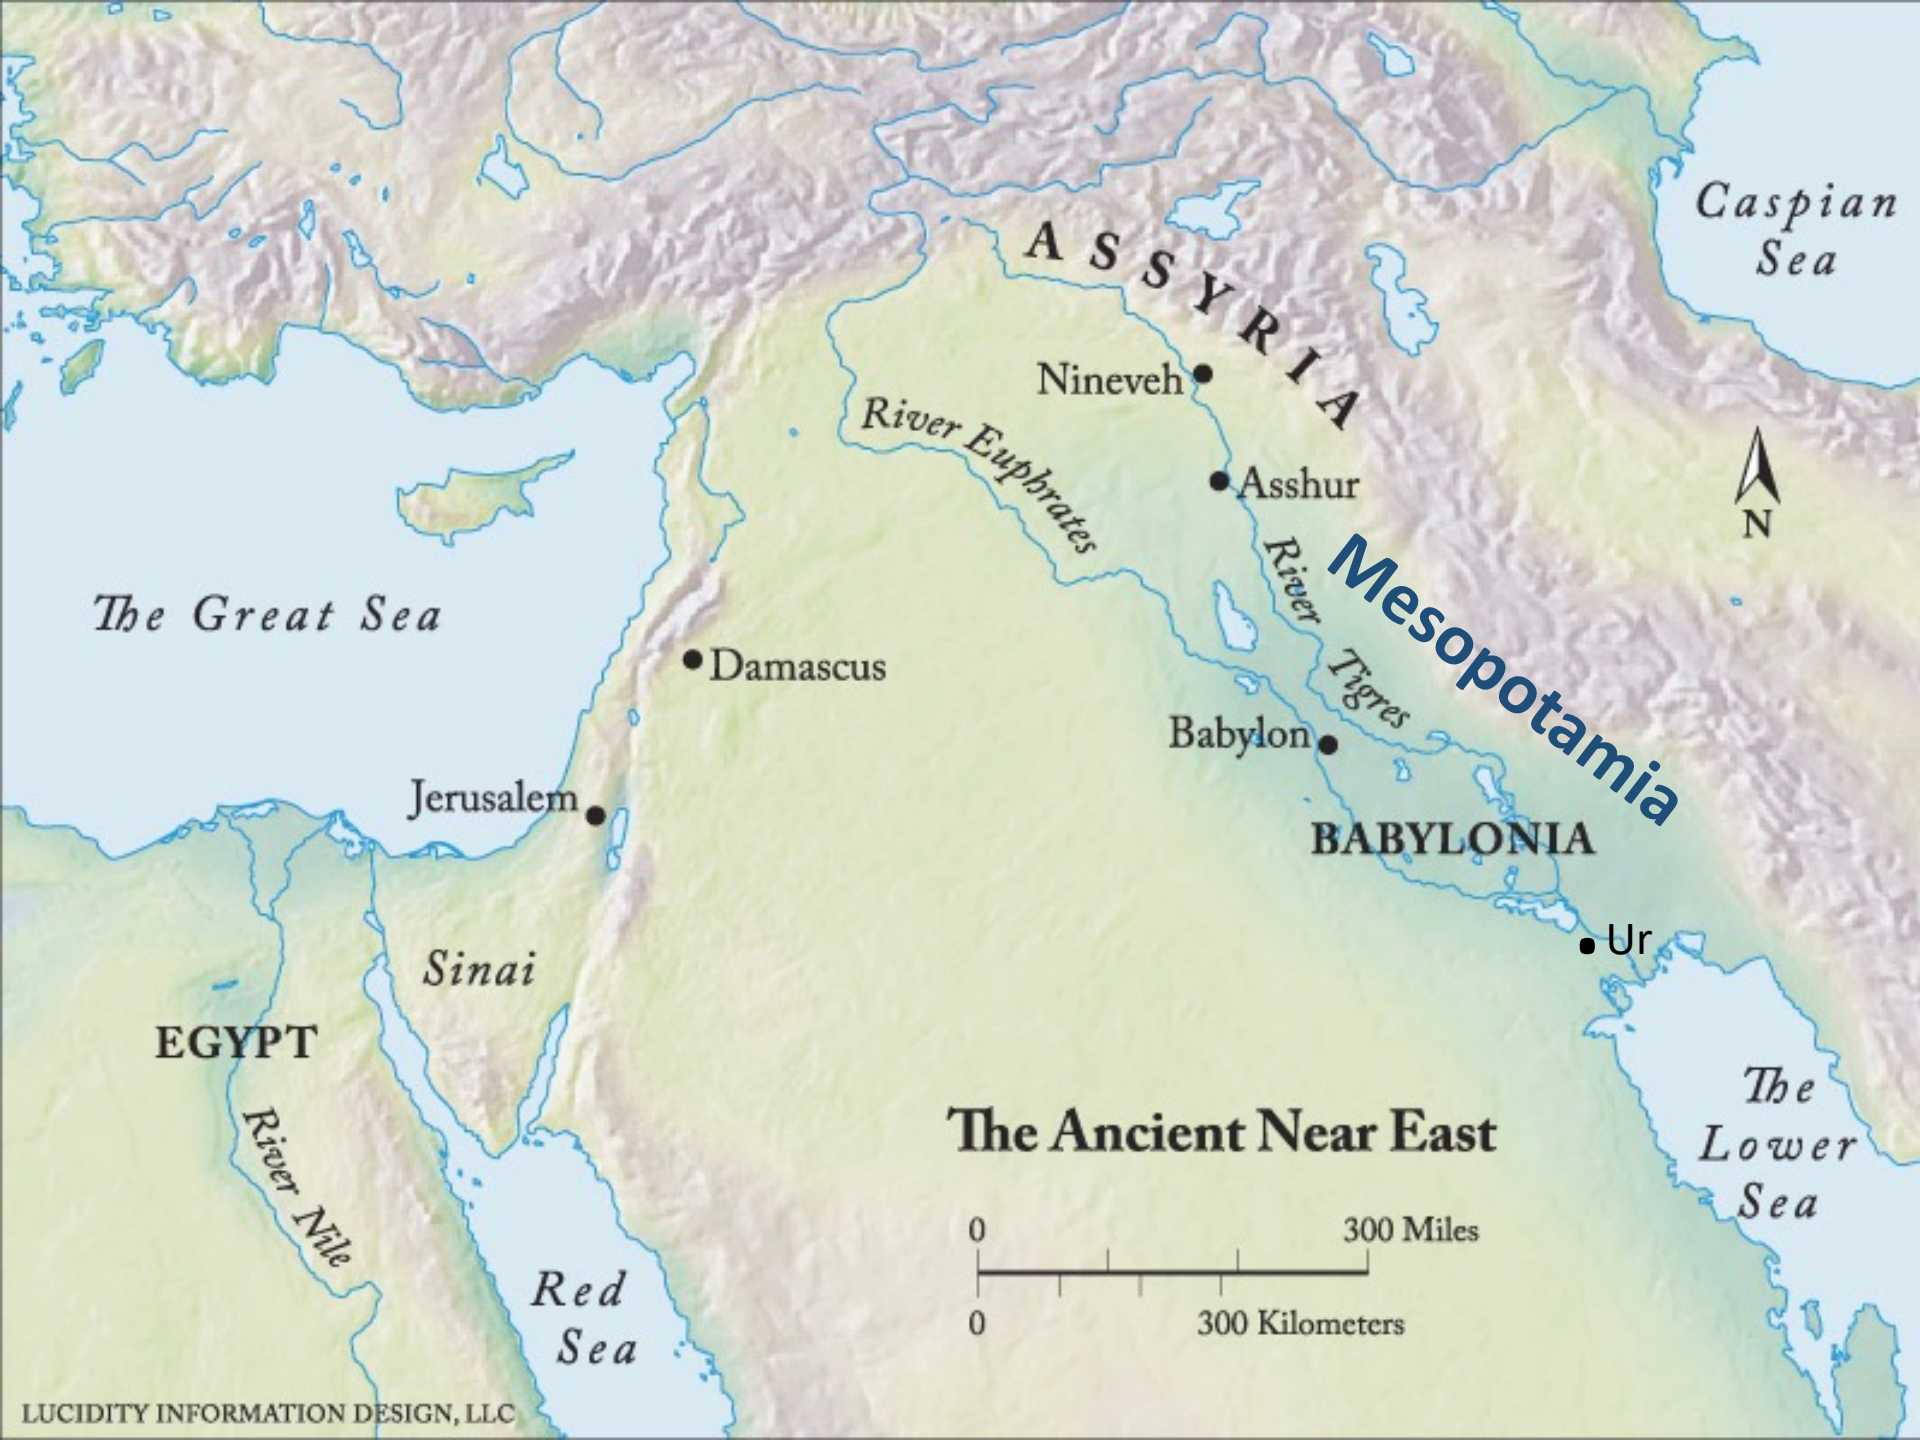 Caspian
Sea
ASSYRIA
Nineveh
River Euphrates
Asshur
N
River Tigres
Mesopotamia
The Great Sea
Damascus
Babylon
Jerusalem
BABYLONIA
Ur
Sinai
EGYPT
River Nile
The
Lower
Sea
The Ancient Near East
0 300 Miles
0 300 Kilometers
Red
Sea
LUCIDITY INFORMATION DESIGN, LLC